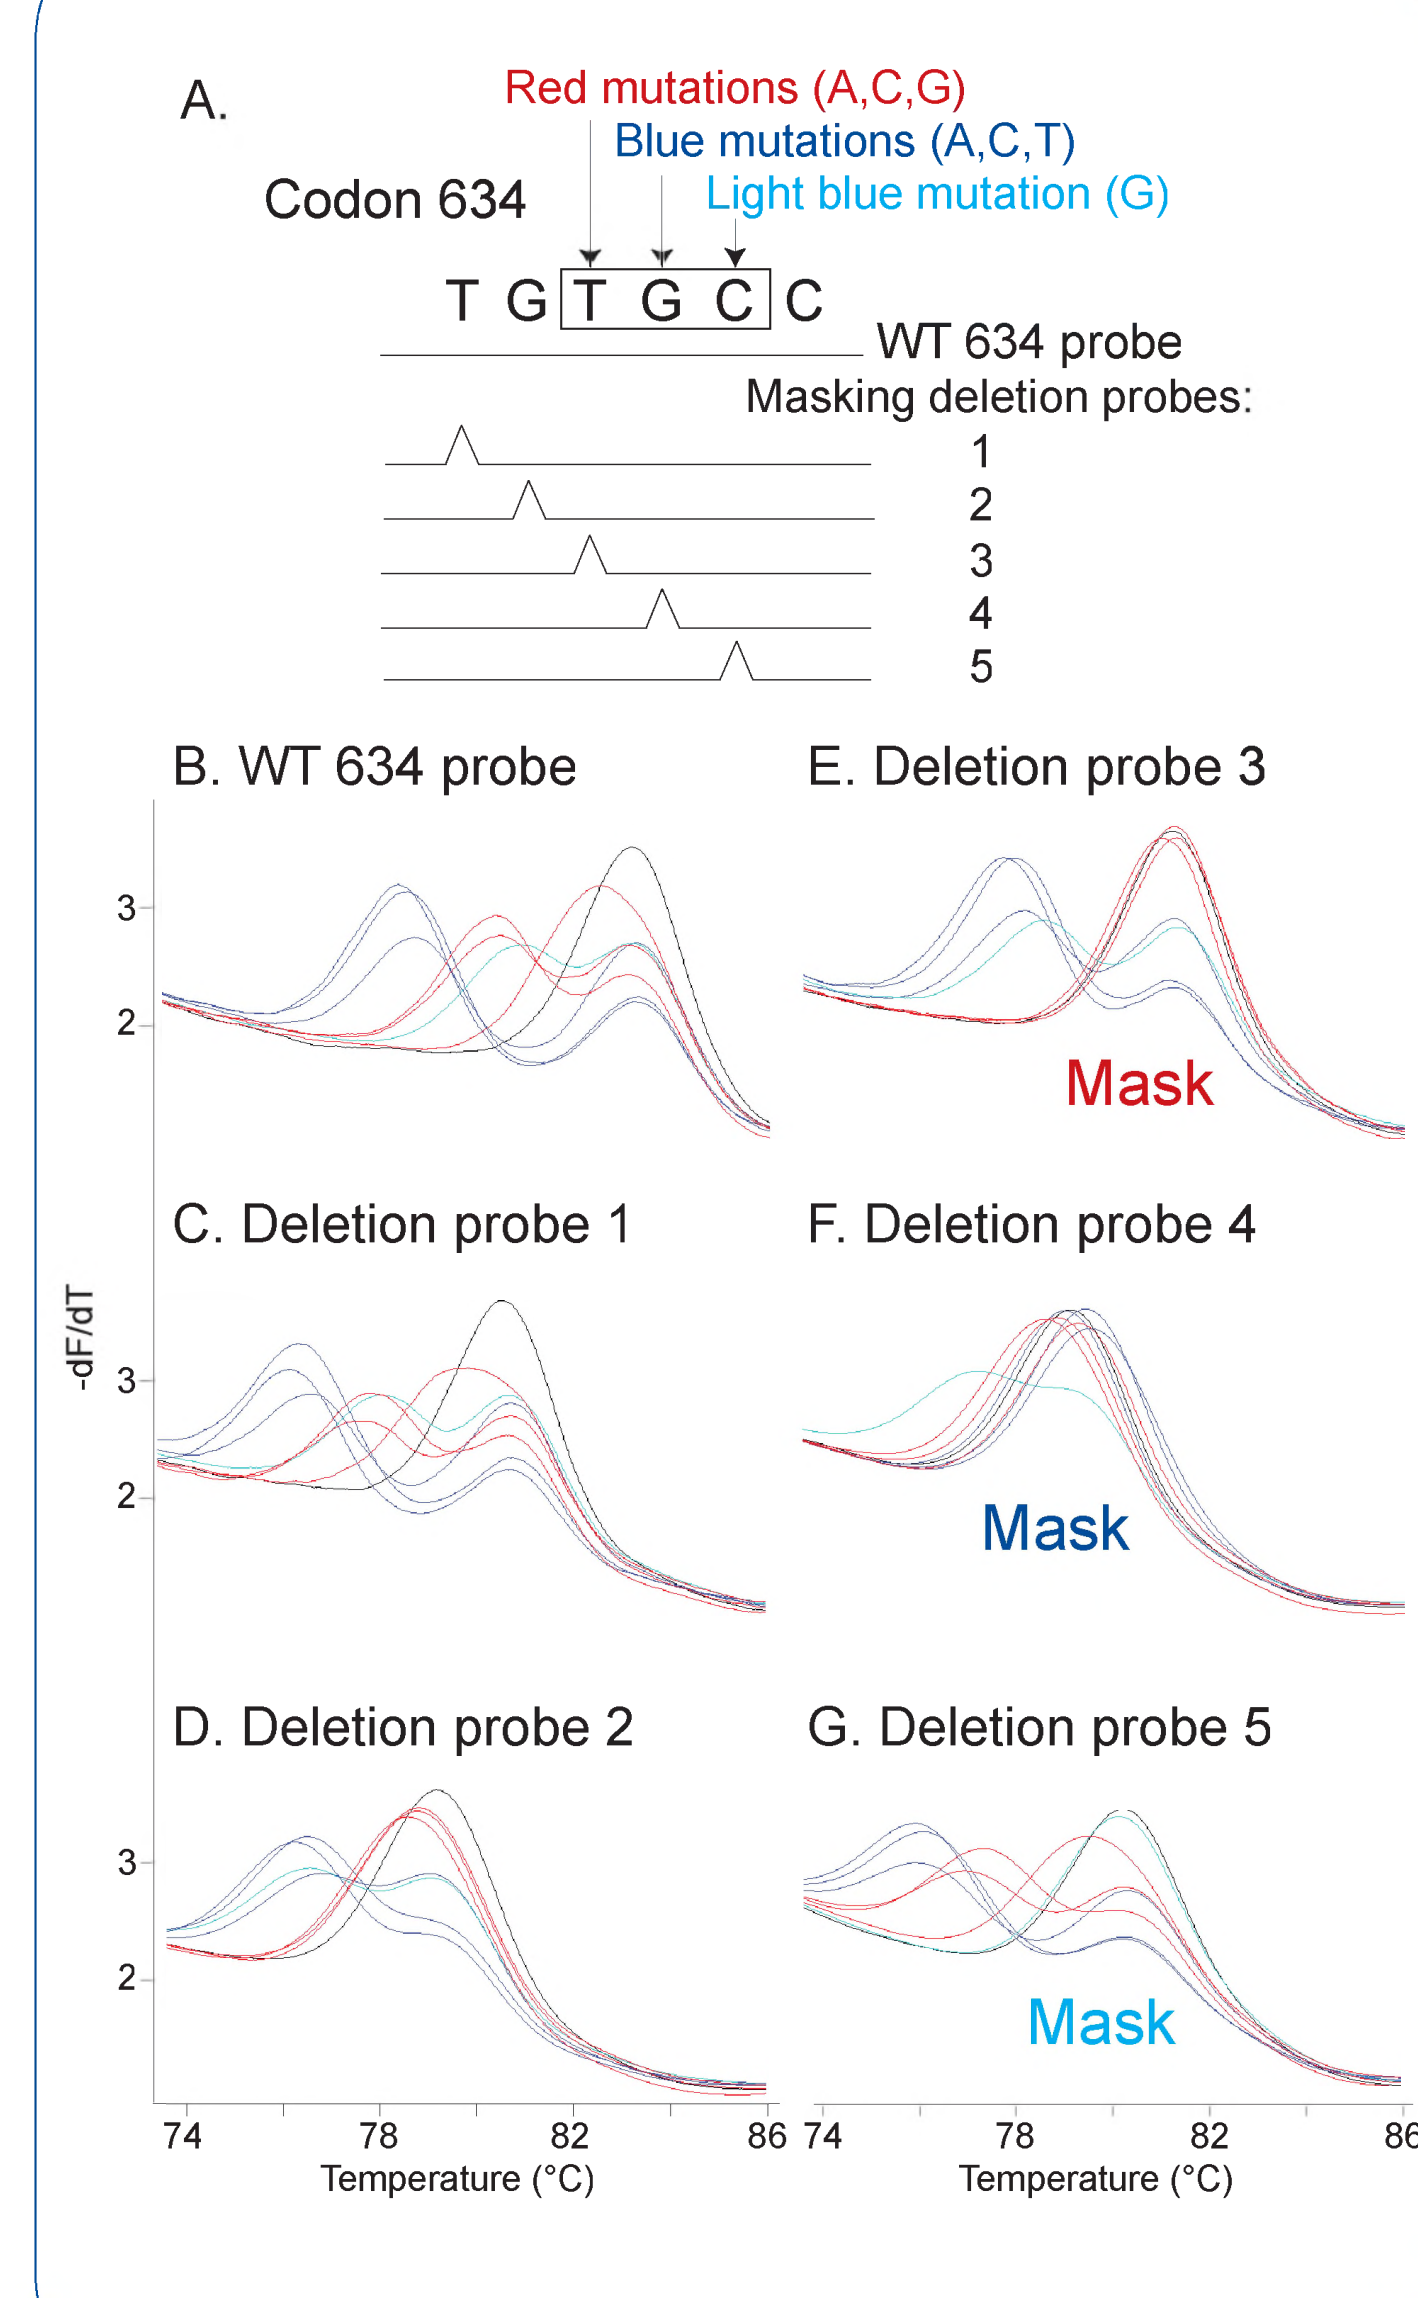 A.
Red mutations (A,C,G)
Blue mutations (A,C,T)
Light blue mutation (G)
Codon 634
T G T G C C
WT 634 probe
Masking deletion probes:
1
2
3
4
5
B. WT 634 probe
3
2
E. Deletion probe 3
Mask
C. Deletion probe 1
-dF/dT
3
2
F. Deletion probe 4
Mask
D. Deletion probe 2
3
2
74 78 82 86
Temperature (°C)
G. Deletion probe 5
Mask
74 78 82 86
Temperature (°C)